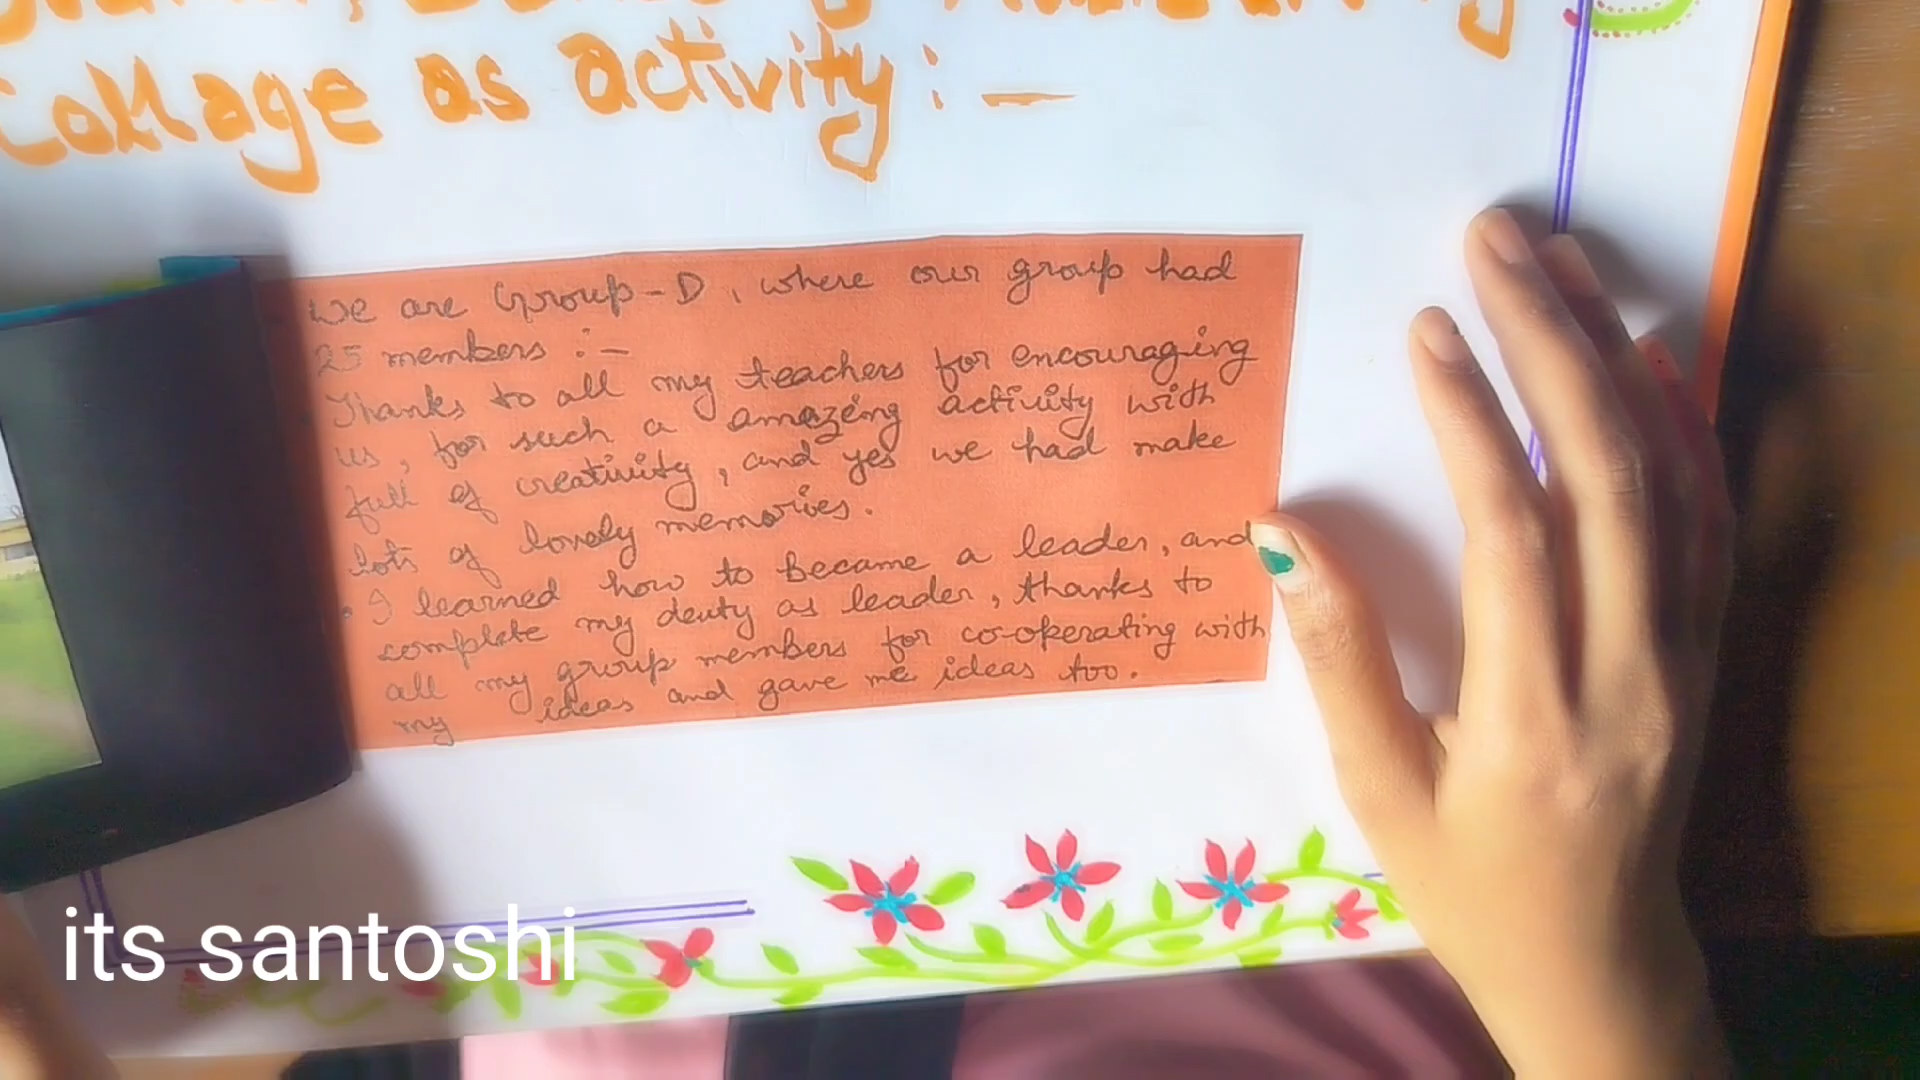 Collage as activity : —
We are Group-D, where our group had
25 members :-
Thanks to all my teachers for encouraging
us, for such a amazing activity with
full of creativity, and yes we had make
lots of lovely memories.
. I learned how to became a leader, and
complete my deuty as leader, thanks to
all my group members for co-operating with
my ideas and gave me ideas too.
its santoshi